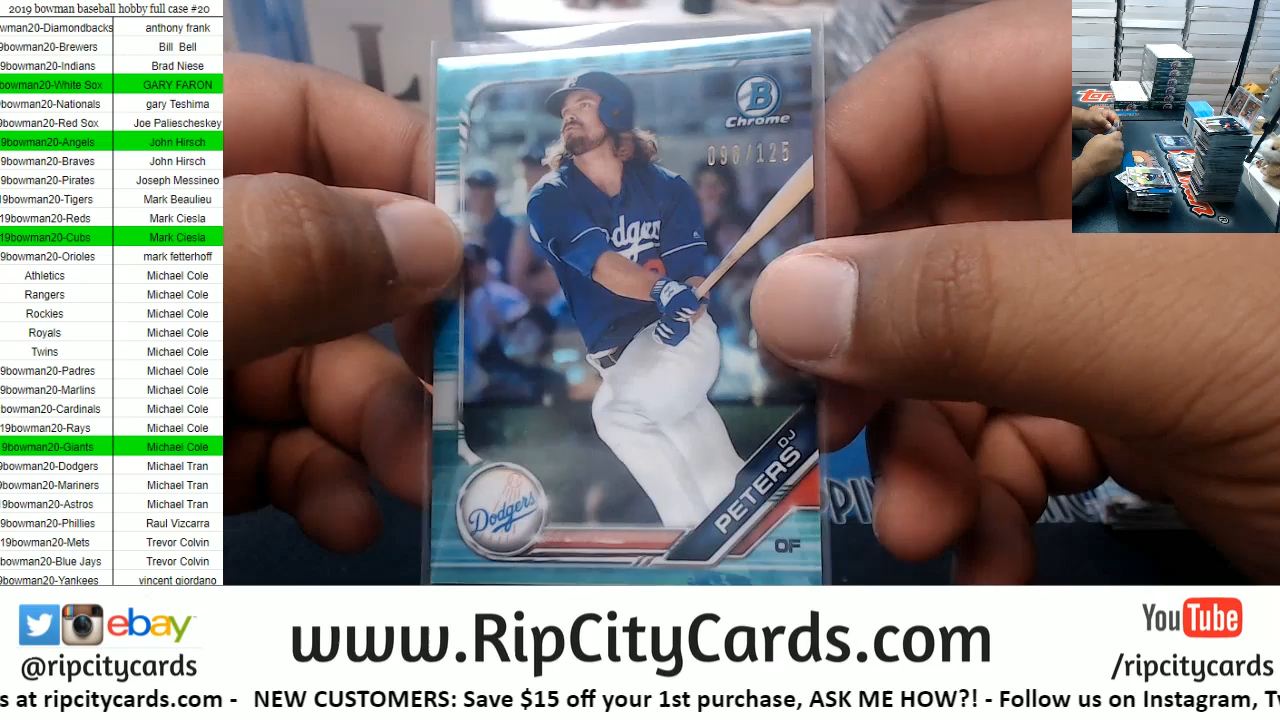 2019 bowman baseball hobby full case #20
wman20-Diamondbacks anthony frank
9bowman20-Brewers Bill Bell
9bowman20-Indians Brad Niese
bowman20-White Sox GARY FARON
bowman20-Nationals gary Teshima
9bowman20-Red Sox Joe Paliescheskey
9bowman20-Angels John Hirsch
9bowman20-Braves John Hirsch
9bowman20-Pirates Joseph Messineo
19bowman20-Tigers Mark Beaulieu
19bowman20-Reds Mark Ciesla
19bowman20-Cubs Mark Ciesla
9bowman20-Orioles mark fetterhoff
Athletics Michael Cole
Rangers Michael Cole
Rockies Michael Cole
Royals Michael Cole
Twins Michael Cole
9bowman20-Padres Michael Cole
9bowman20-Marlins Michael Cole
bowman20-Cardinals Michael Cole
19bowman20-Rays Michael Cole
9bowman20-Giants Michael Cole
9bowman20-Dodgers Michael Tran
9bowman20-Mariners Michael Tran
19bowman20-Astros Michael Tran
9bowman20-Phillies Raul Vizcarra
19bowman20-Mets Trevor Colvin
bowman20-Blue Jays Trevor Colvin
9bowman20-Yankees vincent giordano
B
Chrome
098/125
Dodgers
DJ
PETERS
OF
Dodgers
ebay
@ripcitycards
www.RipCityCards.com
YouTube
/ripcitycards
s at ripcitycards.com - NEW CUSTOMERS: Save $15 off your 1st purchase, ASK ME HOW?! - Follow us on Instagram, Tw